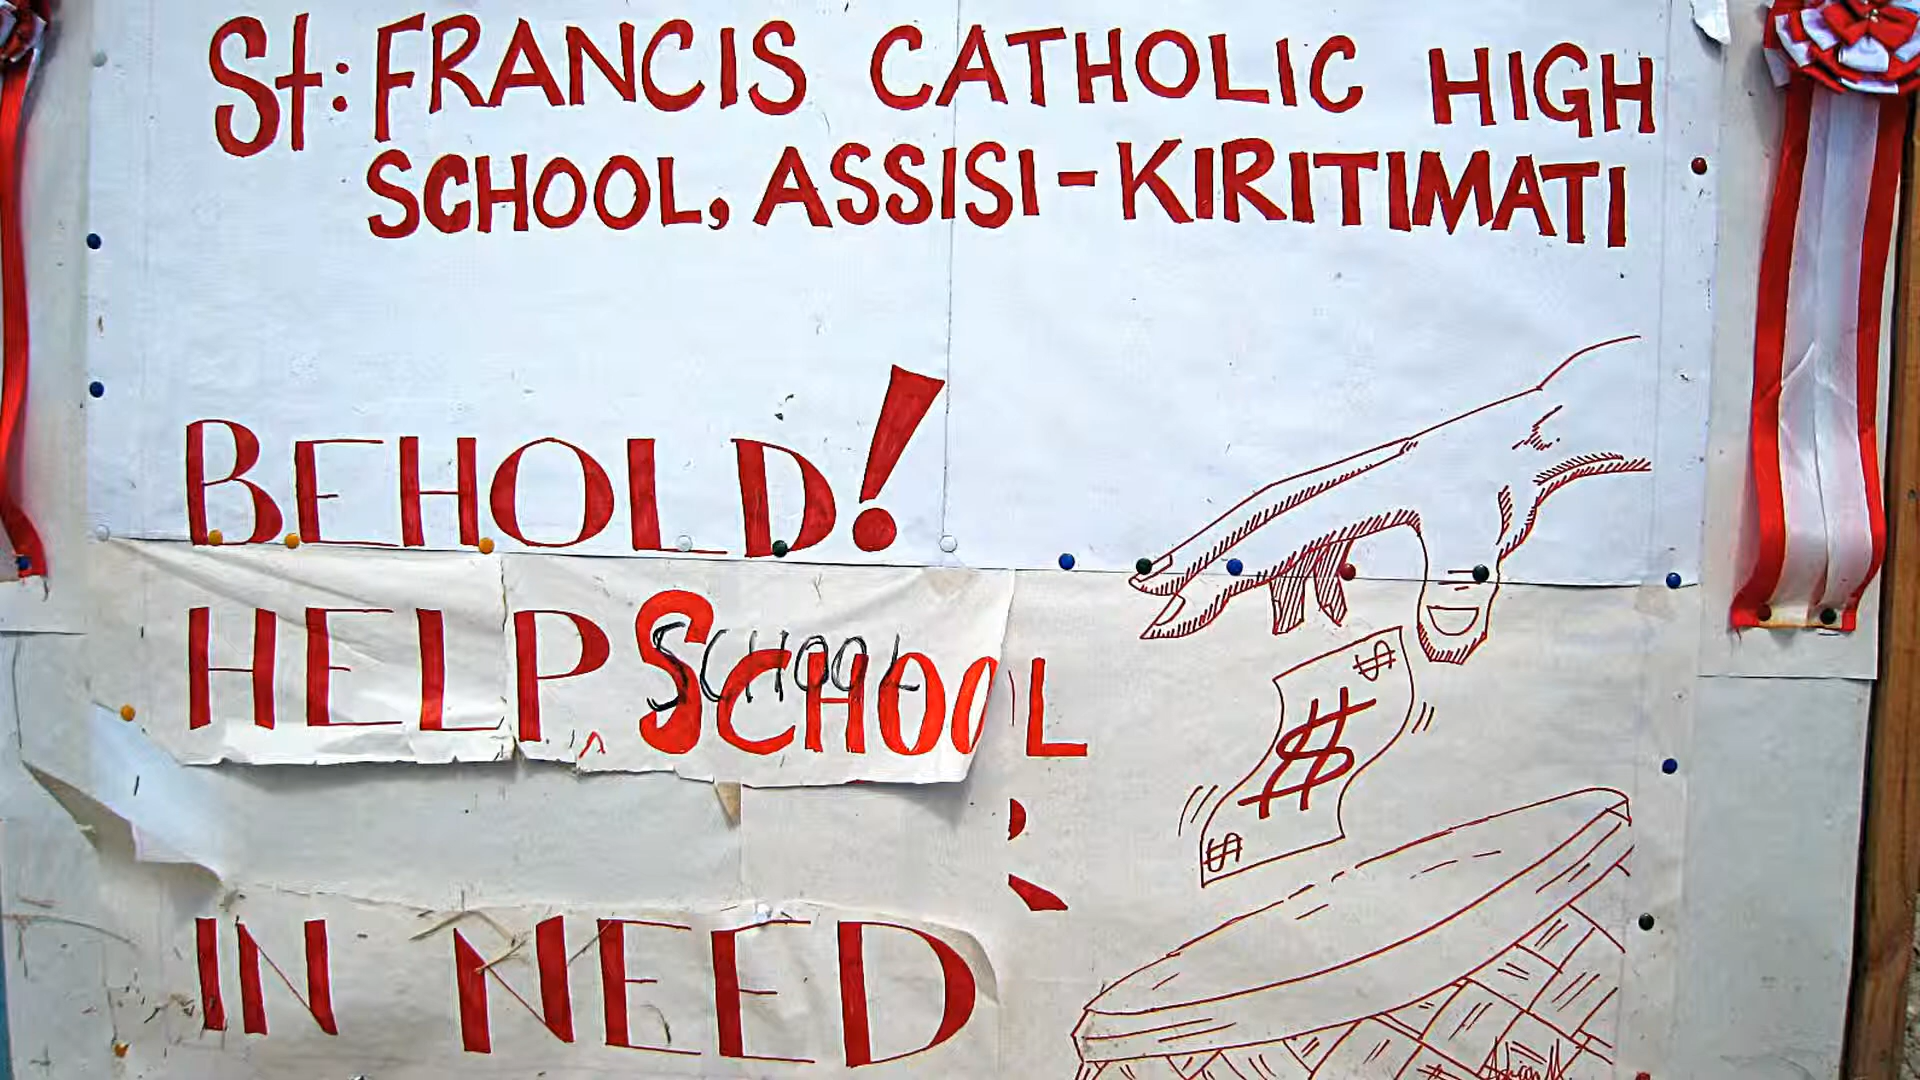 St: FRANCIS CATHOLIC HIGH
SCHOOL, ASSISI-KIRITIMATI
BEHOLD!
HELP SCHOOL
SCHOOL
L
IN NEED
$
$
$